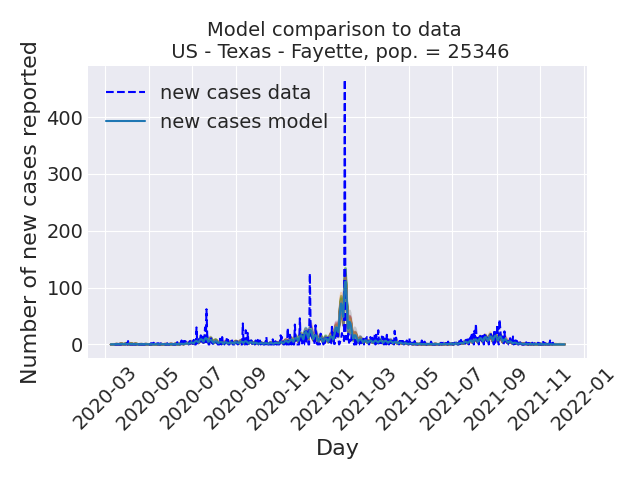 Model comparison to data
US - Texas - Fayette, pop. = 25346
new cases data
new cases model
Number of new cases reported
400
300
200
100
0
2020-03
2020-05
2020-07
2020-09
2020-11
2021-01
2021-03
2021-05
2021-07
2021-09
2021-11
2022-01
Day